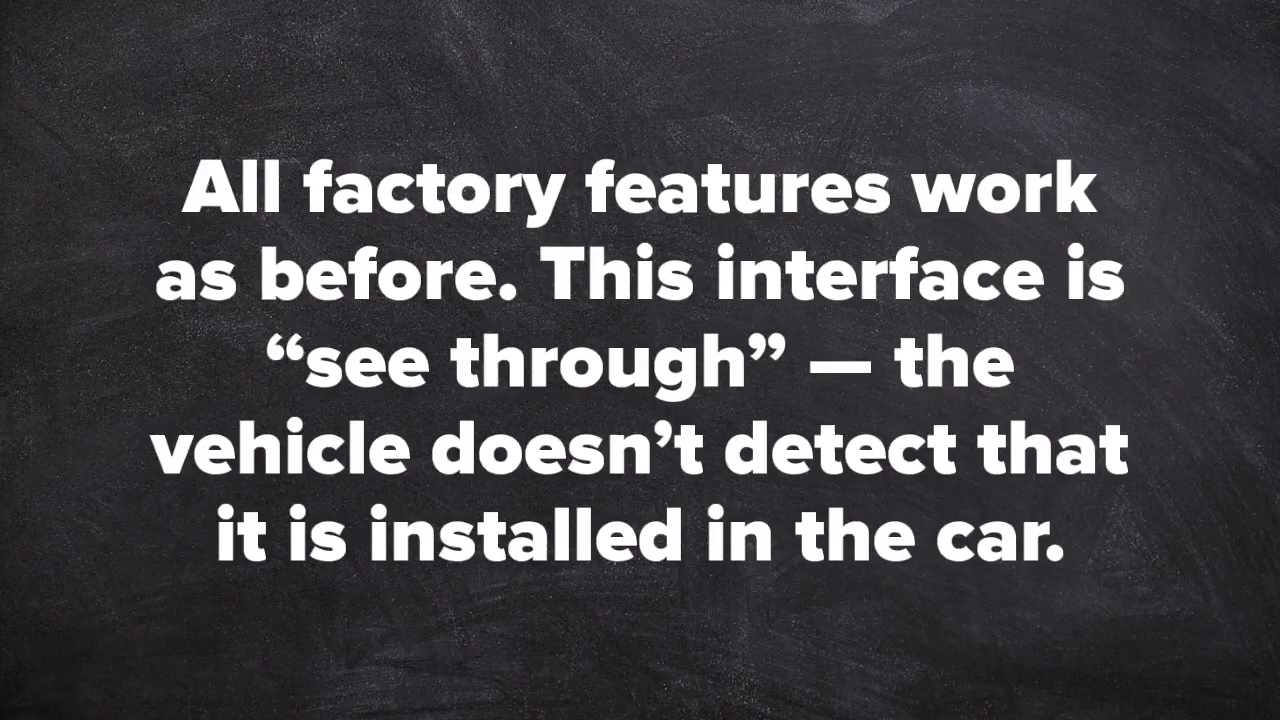 All factory features work
as before. This interface is
“see through” — the
vehicle doesn’t detect that
it is installed in the car.